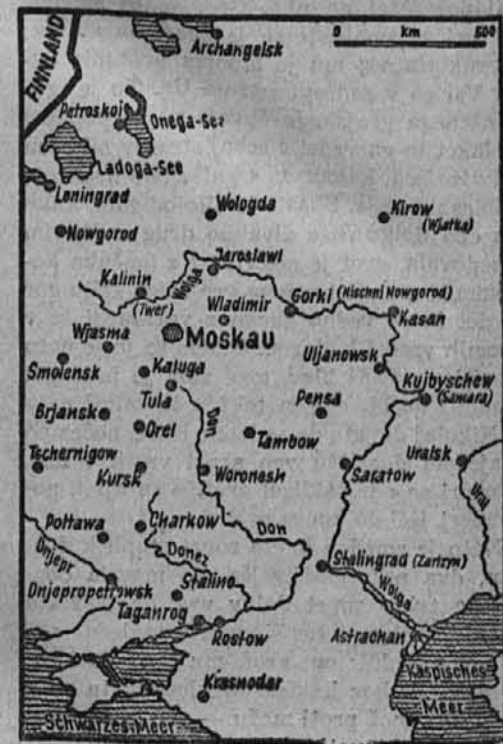 Archangelsk
0 km 500
FINNLAND
Petroskoj
Onega-See
Ladoga-See
Leningrad
Wologda
Kirow
(Wjatka)
Nowgorod
Jaroslawl
Kalinin
(Twer)
Wolga
Wladimir
Gorki (Nischni Nowgorod)
Kasan
Moskau
Wjasma
Uljanowsk
Smolensk
Kaluga
Kujbyschew
(Samara)
Tula
Brjansk
Pensa
Orel
Don
Tambow
Tschernigow
Kursk
Woronesh
Saratow
Uralsk
Ural
Poltawa
Charkow
Don
Dnjepr
Donez
Stalingrad (Zarizyn)
Dnjepropetrowsk
Stalino
Wolga
Taganrog
Rostow
Astrachan
Kaspisches
Meer
Krasnodar
Schwarzes-Meer